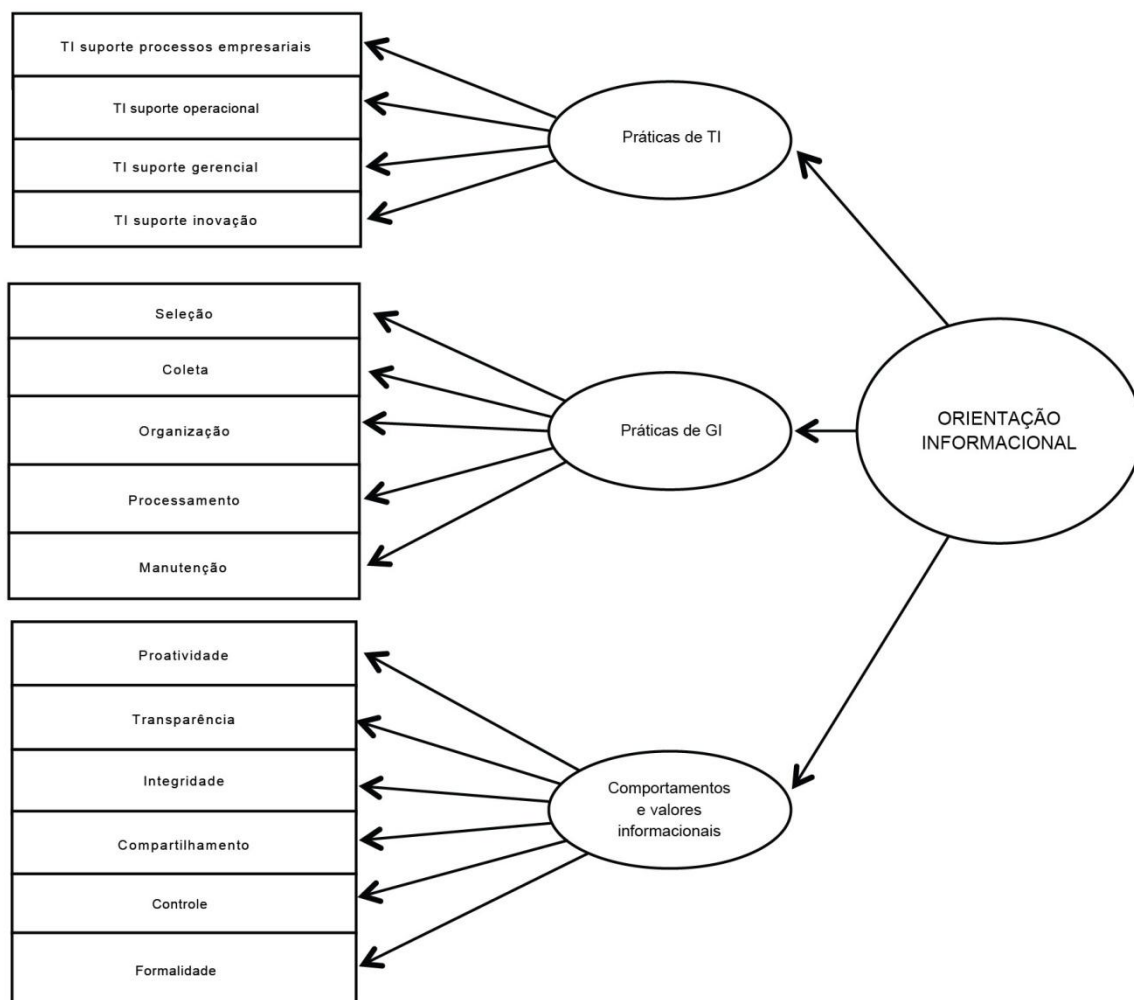 TI suporte processos empresariais
TI suporte operacional
TI suporte gerencial
TI suporte inovação
Práticas de TI
Seleção
Coleta
Organização
Processamento
Manutenção
Práticas de GI
ORIENTAÇÃO
INFORMACIONAL
Proatividade
Transparência
Integridade
Compartilhamento
Controle
Formalidade
Comportamentos
e valores
informacionais